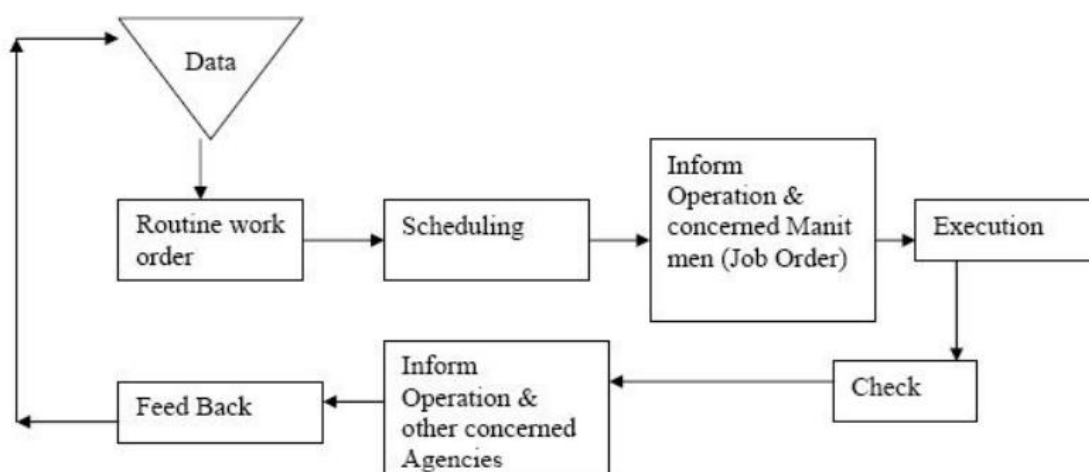 Data
Routine work
order
Scheduling
Inform
Operation &
concerned Manit
men (Job Order)
Execution
Check
Inform
Operation &
other concerned
Agencies
Feed Back